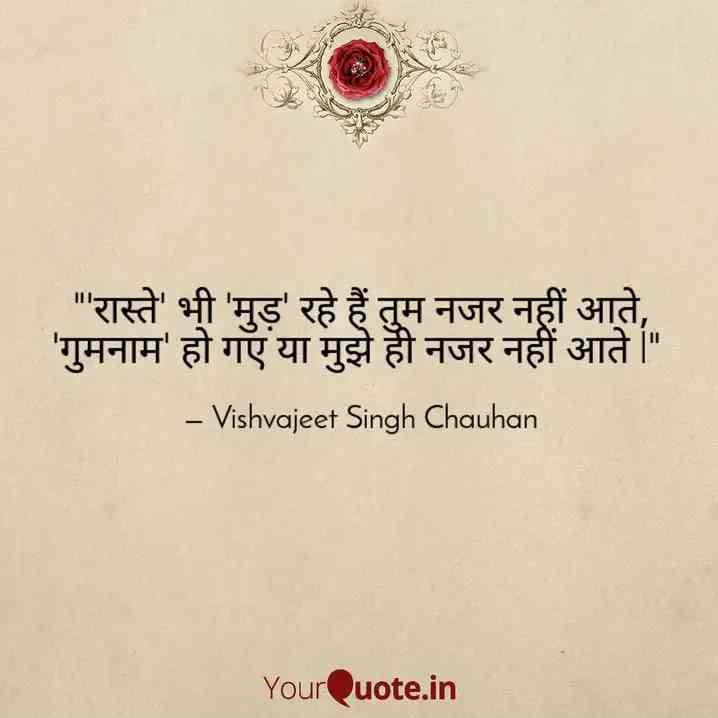 "'रास्ते' भी 'मुड़' रहे हैं तुम नजर नहीं आते,
'गुमनाम' हो गए या मुझे ही नजर नहीं आते |"
– Vishvajeet Singh Chauhan
YourQuote.in